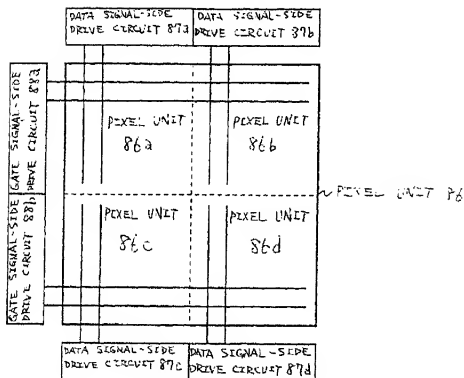 DATA SIGNAL-SIDE
DRIVE CIRCUIT 87a
DATA SIGNAL-SIDE
DRIVE CIRCUIT 87b
GATE SIGNAL-SIDE
DRIVE CIRCUIT 88a
GATE SIGNAL-SIDE
DRIVE CIRCUIT 88b
PIXEL UNIT
86a
PIXEL UNIT
86b
PIXEL UNIT 86
PIXEL UNIT
86c
PIXEL UNIT
86d
DATA SIGNAL-SIDE
DRIVE CIRCUIT 87c
DATA SIGNAL-SIDE
DRIVE CIRCUIT 87d